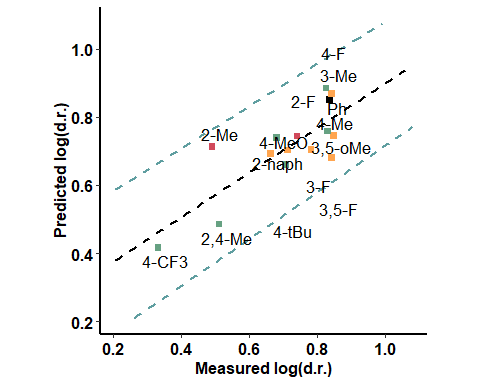 1.0
0.8
0.6
0.4
0.2
Predicted log(d.r.)
4-F
3-Me
2-F
Ph
4-Me
2-Me
4-MeO
3,5-oMe
2-naph
3-F
3,5-F
4-tBu
2,4-Me
4-CF3
0.2 0.4 0.6 0.8 1.0
Measured log(d.r.)